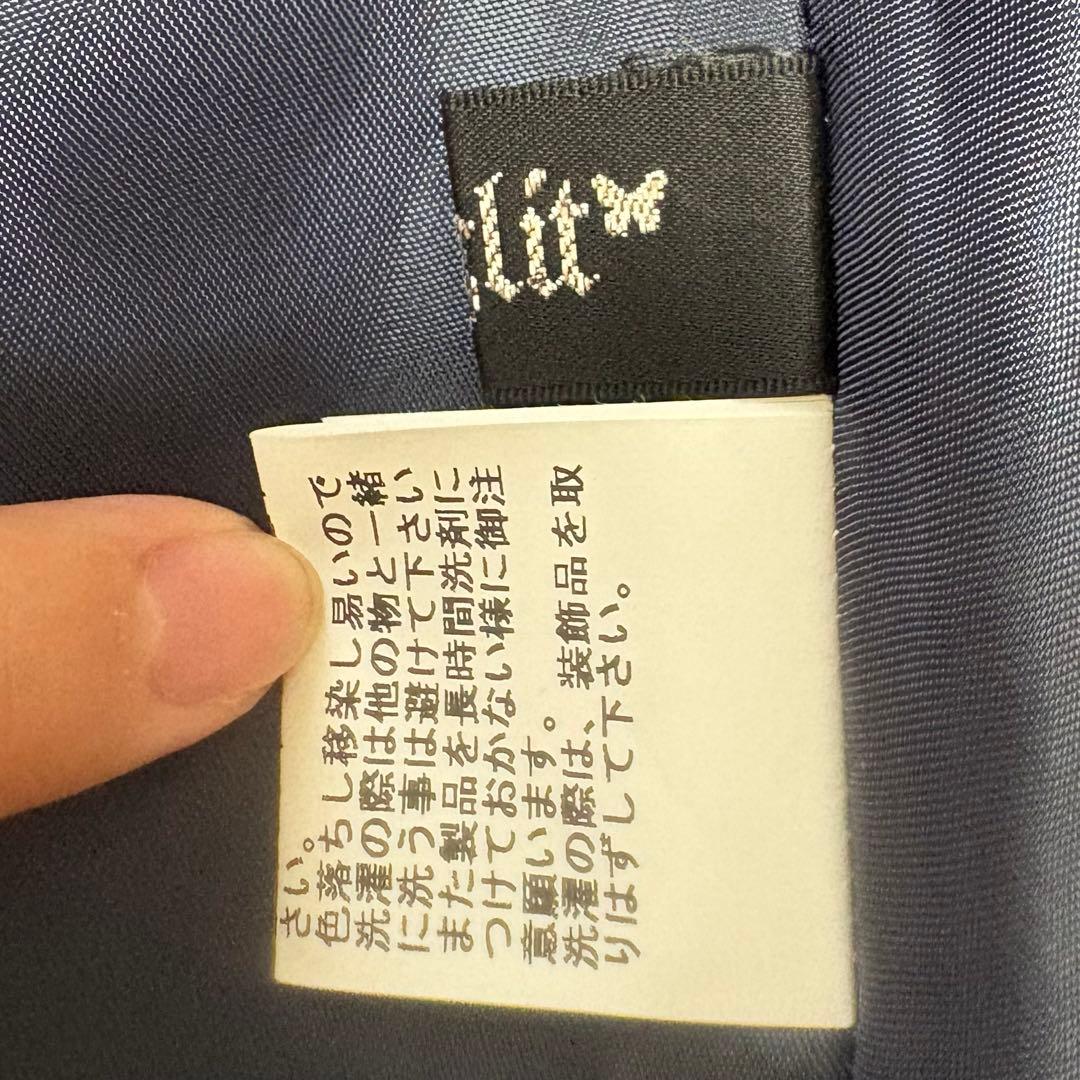 lit
さい。
色落ちし移染し易いので
洗濯の際は他の物と一緒
に洗う事は避けて下さい
また製品を長時間洗剤に
つけておかない様に御注
意願います。
洗濯の際は、装飾品を取
りはずして下さい。